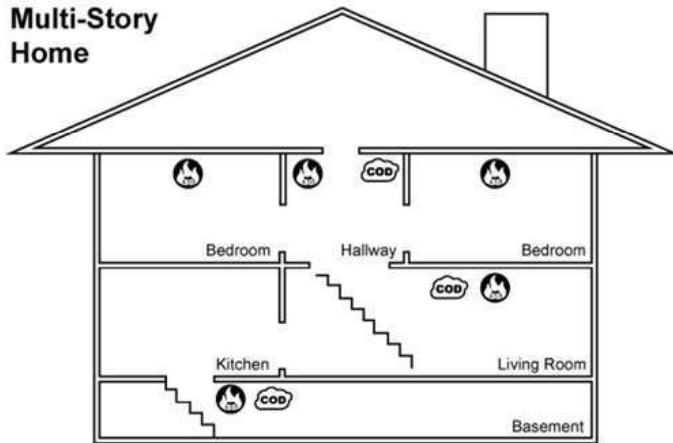 Multi-Story
Home
COD
Bedroom Hallway Bedroom
COD
Kitchen Living Room
COD
Basement